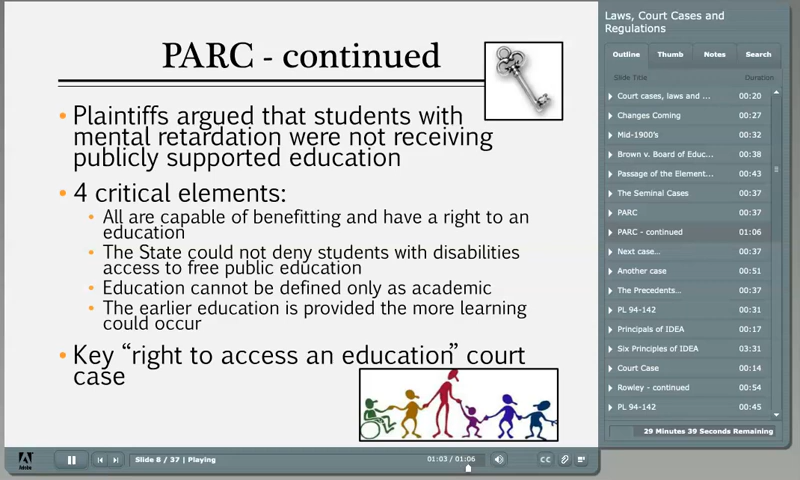 PARC - continued
• Plaintiffs argued that students with
mental retardation were not receiving
publicly supported education
• 4 critical elements:
• All are capable of benefitting and have a right to an
education
• The State could not deny students with disabilities
access to free public education
• Education cannot be defined only as academic
• The earlier education is provided the more learning
could occur
• Key “right to access an education” court
case
Adobe
Slide 8 / 37 | Playing
01:03 / 01:06
CC
Laws, Court Cases and
Regulations
Outline Thumb Notes Search
Slide Title Duration
Court cases, laws and ... 00:20
Changes Coming 00:27
Mid-1900's 00:32
Brown v. Board of Educ... 00:38
Passage of the Element... 00:43
The Seminal Cases 00:37
PARC 00:37
PARC - continued 01:06
Next case... 00:37
Another case 00:51
The Precedents... 00:37
PL 94-142 00:31
Principals of IDEA 00:17
Six Principles of IDEA 03:31
Court Case 00:14
Rowley - continued 00:54
PL 94-142 00:45
29 Minutes 39 Seconds Remaining